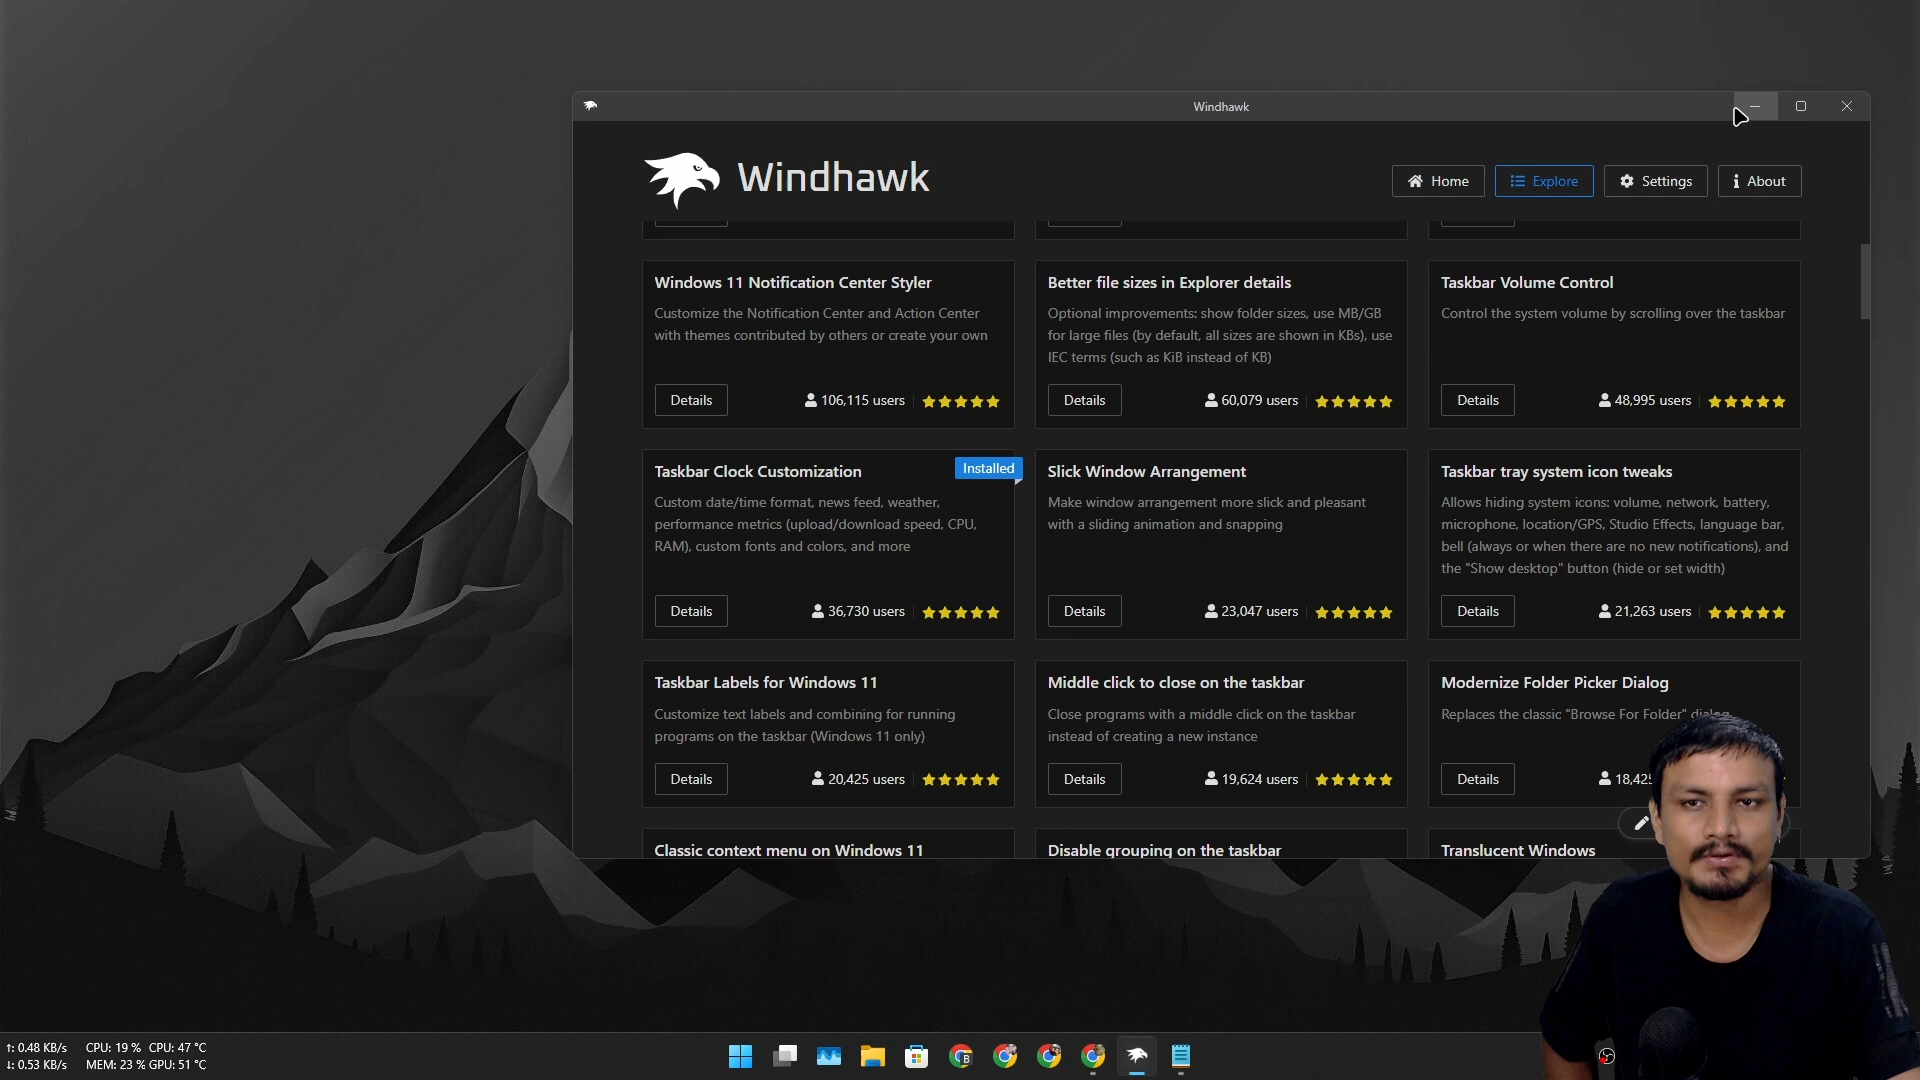 Windhawk
Windhawk
Home
Explore
Settings
About
Windows 11 Notification Center Styler
Customize the Notification Center and Action Center
with themes contributed by others or create your own
Details
106,115 users
Better file sizes in Explorer details
Optional improvements: show folder sizes, use MB/GB
for large files (by default, all sizes are shown in KBs), use
IEC terms (such as KiB instead of KB)
Details
60,079 users
Taskbar Volume Control
Control the system volume by scrolling over the taskbar
Details
48,995 users
Taskbar Clock Customization
Installed
Custom date/time format, news feed, weather,
performance metrics (upload/download speed, CPU,
RAM), custom fonts and colors, and more
Details
36,730 users
Slick Window Arrangement
Make window arrangement more slick and pleasant
with a sliding animation and snapping
Details
23,047 users
Taskbar tray system icon tweaks
Allows hiding system icons: volume, network, battery,
microphone, location/GPS, Studio Effects, language bar,
bell (always or when there are no new notifications), and
the "Show desktop" button (hide or set width)
Details
21,263 users
Taskbar Labels for Windows 11
Customize text labels and combining for running
programs on the taskbar (Windows 11 only)
Details
20,425 users
Middle click to close on the taskbar
Close programs with a middle click on the taskbar
instead of creating a new instance
Details
19,624 users
Modernize Folder Picker Dialog
Replaces the classic "Browse For Folder" dialog
Details
Classic context menu on Windows 11
Disable grouping on the taskbar
Translucent Windows
↑: 0.48 KB/s CPU: 19 % CPU: 47 °C
↓: 0.53 KB/s MEM: 23 % GPU: 51 °C
B